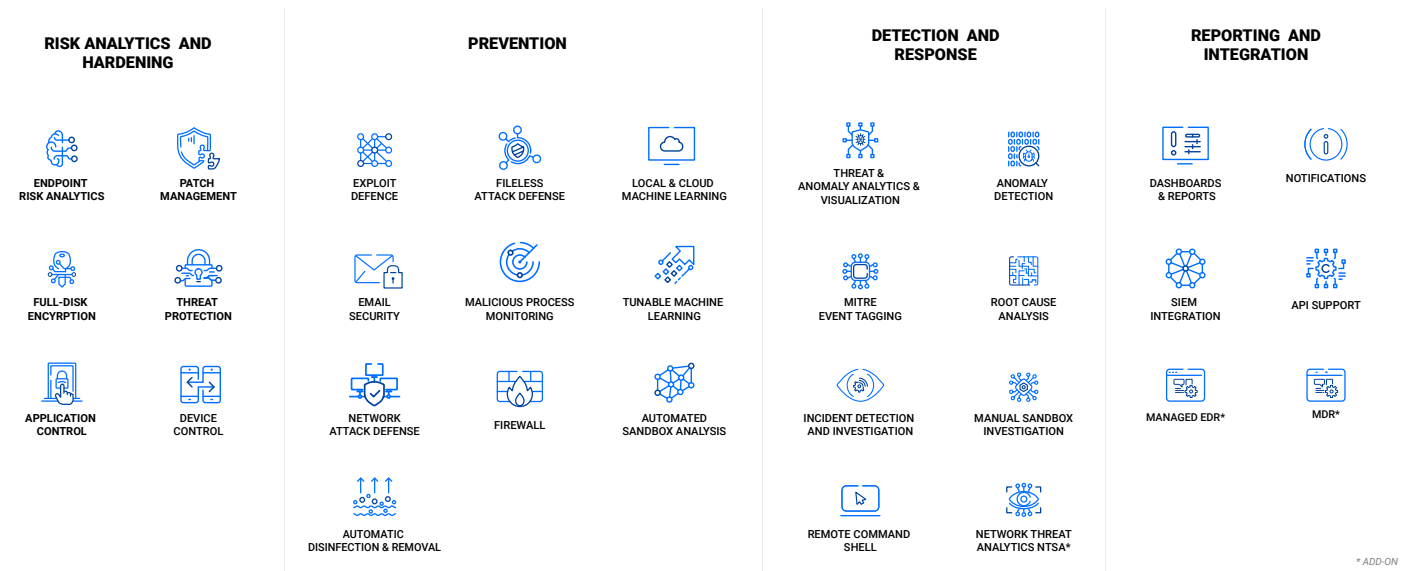 RISK ANALYTICS AND
HARDENING
ENDPOINT
RISK ANALYTICS
PATCH
MANAGEMENT
FULL-DISK
ENCYRPTION
THREAT
PROTECTION
APPLICATION
CONTROL
DEVICE
CONTROL
PREVENTION
EXPLOIT
DEFENCE
FILELESS
ATTACK DEFENSE
LOCAL & CLOUD
MACHINE LEARNING
EMAIL
SECURITY
MALICIOUS PROCESS
MONITORING
TUNABLE MACHINE
LEARNING
NETWORK
ATTACK DEFENSE
FIREWALL
AUTOMATED
SANDBOX ANALYSIS
AUTOMATIC
DISINFECTION & REMOVAL
DETECTION AND
RESPONSE
THREAT &
ANOMALY ANALYTICS &
VISUALIZATION
ANOMALY
DETECTION
MITRE
EVENT TAGGING
ROOT CAUSE
ANALYSIS
INCIDENT DETECTION
AND INVESTIGATION
MANUAL SANDBOX
INVESTIGATION
REMOTE COMMAND
SHELL
NETWORK THREAT
ANALYTICS NTSA*
REPORTING AND
INTEGRATION
DASHBOARDS
& REPORTS
NOTIFICATIONS
SIEM
INTEGRATION
API SUPPORT
MANAGED EDR*
MDR*
* ADD-ON